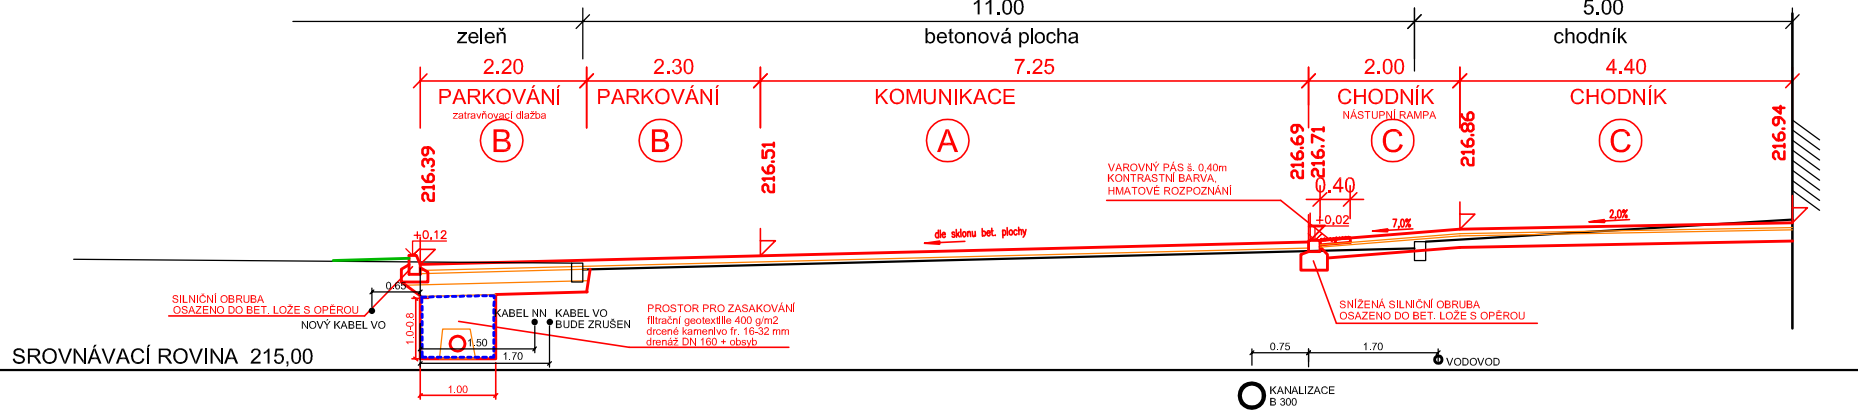 11.00
5.00
zeleň
betonová plocha
chodník
2.20
2.30
7.25
2.00
4.40
PARKOVÁNÍ
zatravňovací dlažba
PARKOVÁNÍ
KOMUNIKACE
CHODNÍK
NÁSTUPNÍ RAMPA
CHODNÍK
B
B
A
C
C
216.39
216.51
216.69
216.71
216.86
216.94
VAROVNÝ PÁS š. 0,40m
KONTRASTNÍ BARVA,
HMATOVÉ ROZPOZNÁNÍ
0.40
+0,02
7,0%
2,0%
dle sklonu bet. plochy
+0,12
0.65
SILNIČNÍ OBRUBA
OSAZENO DO BET. LOŽE S OPĚROU
NOVÝ KABEL VO
1.0-0.8
KABEL NN
KABEL VO
BUDE ZRUŠEN
PROSTOR PRO ZASAKOVÁNÍ
filtrační geotextilie 400 g/m2
drcené kamenivo fr. 16-32 mm
drenáž DN 160 + obsyb
SNÍŽENÁ SILNIČNÍ OBRUBA
OSAZENO DO BET. LOŽE S OPĚROU
1.50
1.70
SROVNÁVACÍ ROVINA 215,00
0.75
1.70
VODOVOD
1.00
KANALIZACE
B 300